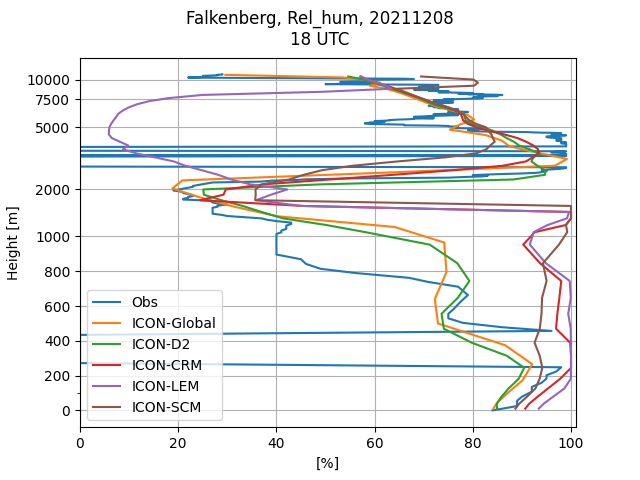 Falkenberg, Rel_hum, 20211208
18 UTC
10000
7500
5000
2000
1000
800
600
400
200
0
Height [m]
Obs
ICON-Global
ICON-D2
ICON-CRM
ICON-LEM
ICON-SCM
0 20 40 60 80 100
[%]